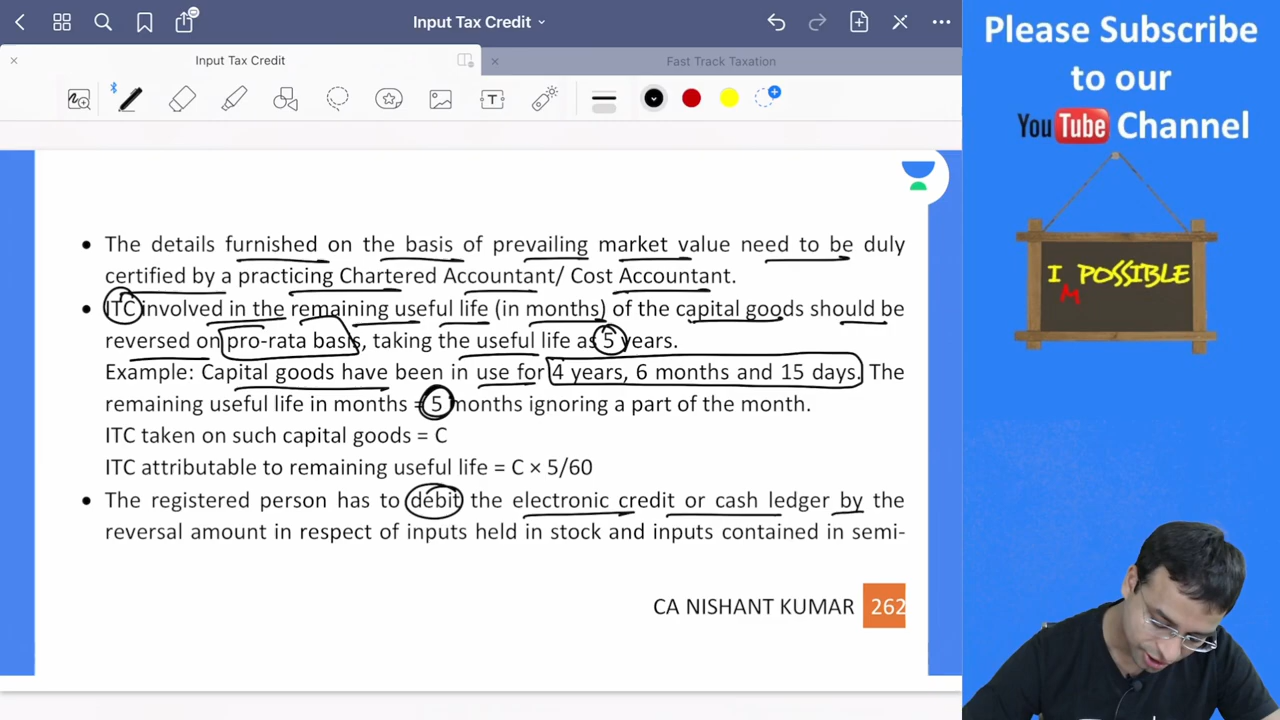 Input Tax Credit
Please Subscribe
to our
YouTube Channel
Input Tax Credit
Fast Track Taxation
I POSSIBLE
M
• The details furnished on the basis of prevailing market value need to be duly
certified by a practicing Chartered Accountant/ Cost Accountant.
• ITC involved in the remaining useful life (in months) of the capital goods should be
reversed on pro-rata basis, taking the useful life as 5 years.
Example: Capital goods have been in use for 4 years, 6 months and 15 days. The
remaining useful life in months = 5 months ignoring a part of the month.
ITC taken on such capital goods = C
ITC attributable to remaining useful life = C × 5/60
• The registered person has to debit the electronic credit or cash ledger by the
reversal amount in respect of inputs held in stock and inputs contained in semi-
CA NISHANT KUMAR 262